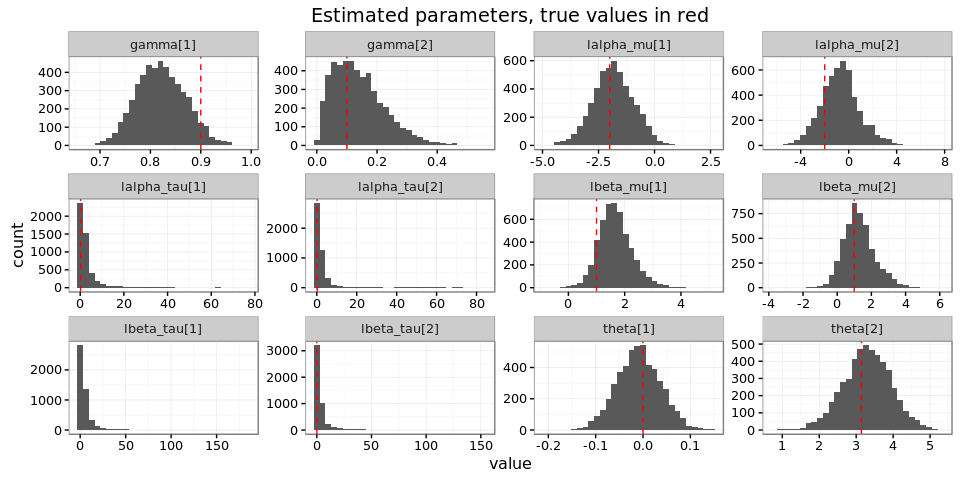 Estimated parameters, true values in red
gamma[1] gamma[2] lalpha_mu[1] lalpha_mu[2]
400 300 200 100 0
400 300 200 100 0
600 400 200 0
600 400 200 0
0.7 0.8 0.9 1.0
0.0 0.2 0.4
-5.0 -2.5 0.0 2.5
-4 0 4 8
lalpha_tau[1] lalpha_tau[2] lbeta_mu[1] lbeta_mu[2]
2000 1500 1000 500 0
2000 1000 0
600 400 200 0
750 500 250 0
0 20 40 60 80
0 20 40 60 80
0 2 4
-4 -2 0 2 4 6
lbeta_tau[1] lbeta_tau[2] theta[1] theta[2]
2000 1000 0
3000 2000 1000 0
400 200 0
500 400 300 200 100 0
0 50 100 150
0 50 100 150
-0.2 -0.1 0.0 0.1
1 2 3 4 5
count
value